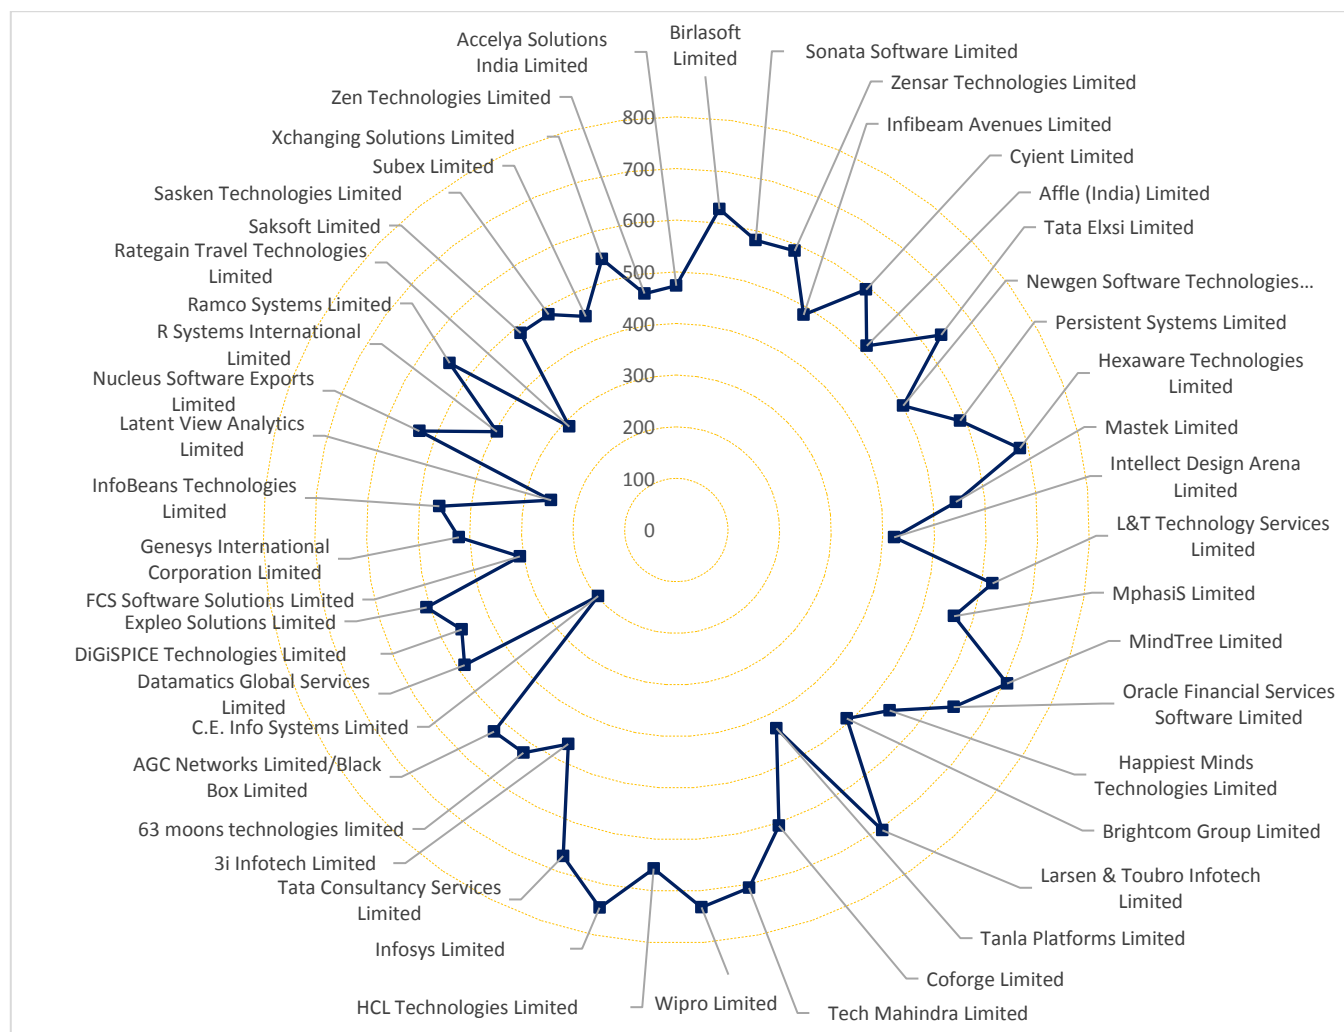 Birlasoft
Limited
Sonata Software Limited
Zensar Technologies Limited
Infibeam Avenues Limited
Cyient Limited
Affle (India) Limited
Tata Elxsi Limited
Newgen Software Technologies...
Persistent Systems Limited
Hexaware Technologies
Limited
Mastek Limited
Intellect Design Arena
Limited
L&T Technology Services
Limited
MphasiS Limited
MindTree Limited
Oracle Financial Services
Software Limited
Happiest Minds
Technologies Limited
Brightcom Group Limited
Larsen & Toubro Infotech
Limited
Tanla Platforms Limited
Coforge Limited
Tech Mahindra Limited
Wipro Limited
HCL Technologies Limited
Infosys Limited
Tata Consultancy Services
Limited
3i Infotech Limited
63 moons technologies limited
AGC Networks Limited/Black
Box Limited
C.E. Info Systems Limited
Datamatics Global Services
Limited
DiGiSPICE Technologies Limited
Expleo Solutions Limited
FCS Software Solutions Limited
Genesys International
Corporation Limited
InfoBeans Technologies
Limited
Latent View Analytics
Limited
Nucleus Software Exports
Limited
R Systems International
Limited
Ramco Systems Limited
Rategain Travel Technologies
Limited
Saksoft Limited
Sasken Technologies Limited
Subex Limited
Xchanging Solutions Limited
Zen Technologies Limited
Accelya Solutions
India Limited
800
700
600
500
400
300
200
100
0